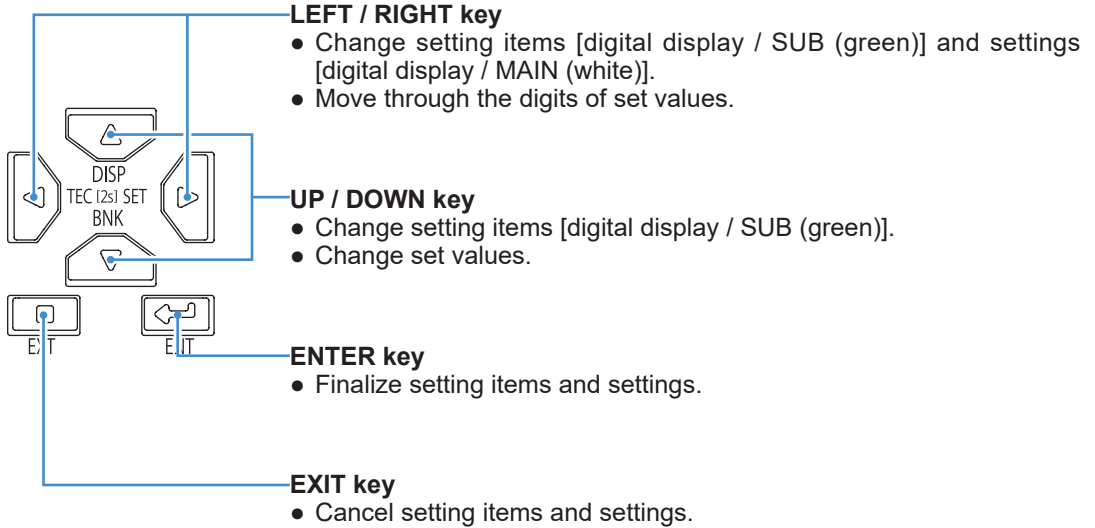 LEFT / RIGHT key
● Change setting items [digital display / SUB (green)] and settings
[digital display / MAIN (white)].
● Move through the digits of set values.
DISP
TEC [2s] SET
BNK
UP / DOWN key
● Change setting items [digital display / SUB (green)].
● Change set values.
EXT
ENT
ENTER key
● Finalize setting items and settings.
EXIT key
● Cancel setting items and settings.